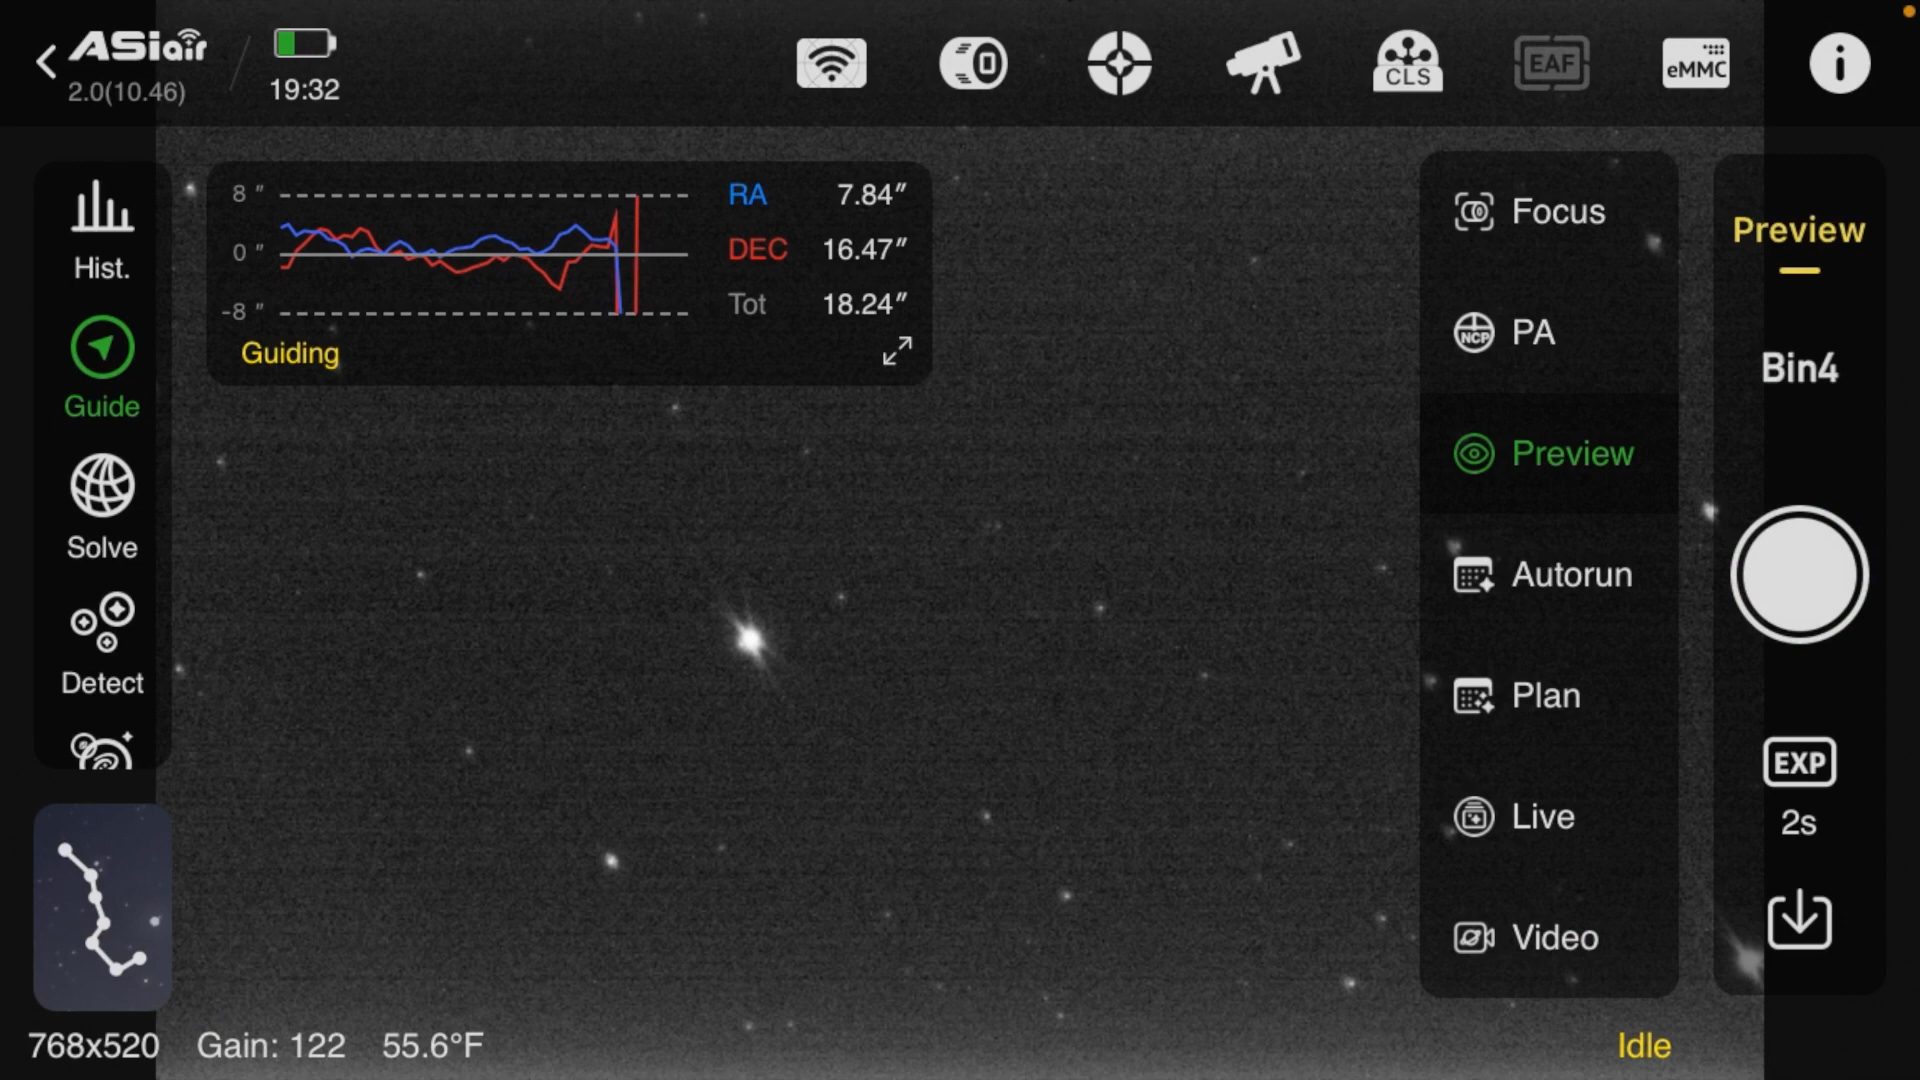 ASIair
2.0(10.46)
19:32
CLS
EAF
eMMC
Hist.
Guide
Solve
Detect
8 "
0 "
-8 "
RA 7.84"
DEC 16.47"
Tot 18.24"
Guiding
Focus
NCP PA
Preview
Autorun
Plan
Live
Video
Preview
Bin4
EXP
2s
768x520 Gain: 122 55.6°F
Idle